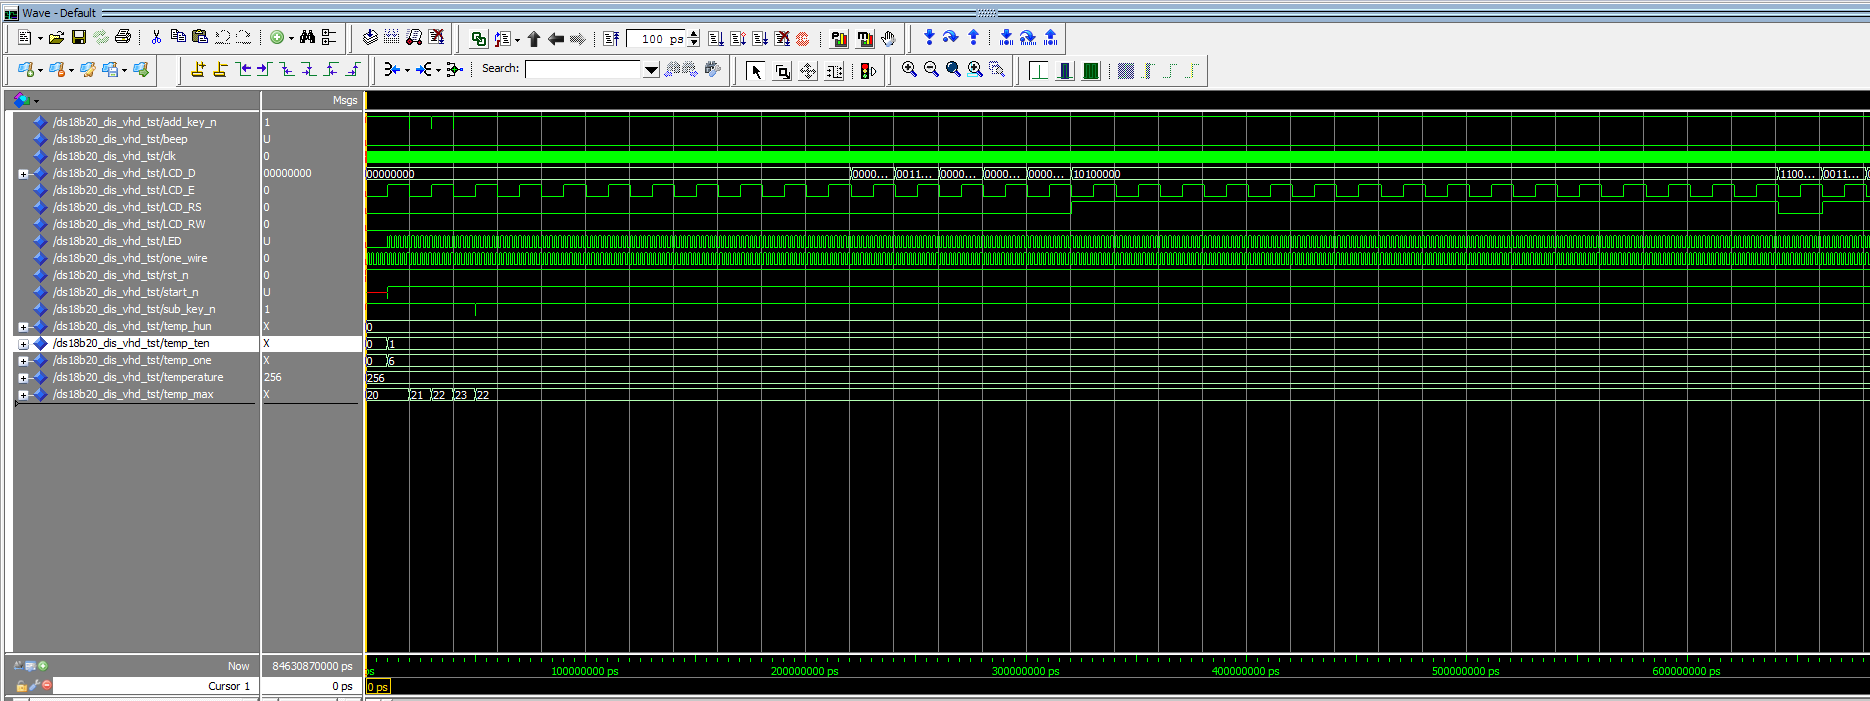 Wave - Default
100 ps
Search:
Msgs
/ds18b20_dis_vhd_tst/add_key_n 1
/ds18b20_dis_vhd_tst/beep U
/ds18b20_dis_vhd_tst/clk 0
/ds18b20_dis_vhd_tst/LCD_D 00000000 00000000 0000... 0011... 0000... 0000... 0000... 10100000 1100... 0011...
/ds18b20_dis_vhd_tst/LCD_E 0
/ds18b20_dis_vhd_tst/LCD_RS 0
/ds18b20_dis_vhd_tst/LCD_RW 0
/ds18b20_dis_vhd_tst/LED U
/ds18b20_dis_vhd_tst/one_wire 0
/ds18b20_dis_vhd_tst/rst_n 0
/ds18b20_dis_vhd_tst/start_n U
/ds18b20_dis_vhd_tst/sub_key_n 1
/ds18b20_dis_vhd_tst/temp_hun X 0
/ds18b20_dis_vhd_tst/temp_ten X 0 1
/ds18b20_dis_vhd_tst/temp_one X 0 6
/ds18b20_dis_vhd_tst/temperature 256 256
/ds18b20_dis_vhd_tst/temp_max X 20 21 22 23 22
Now 84630870000 ps ps 100000000 ps 200000000 ps 300000000 ps 400000000 ps 500000000 ps 600000000 ps
Cursor 1 0 ps 0 ps